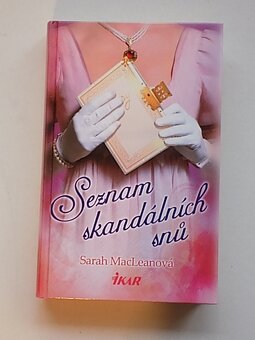 Seznam
skandálních
snů
Sarah MacLeanová
IKAR